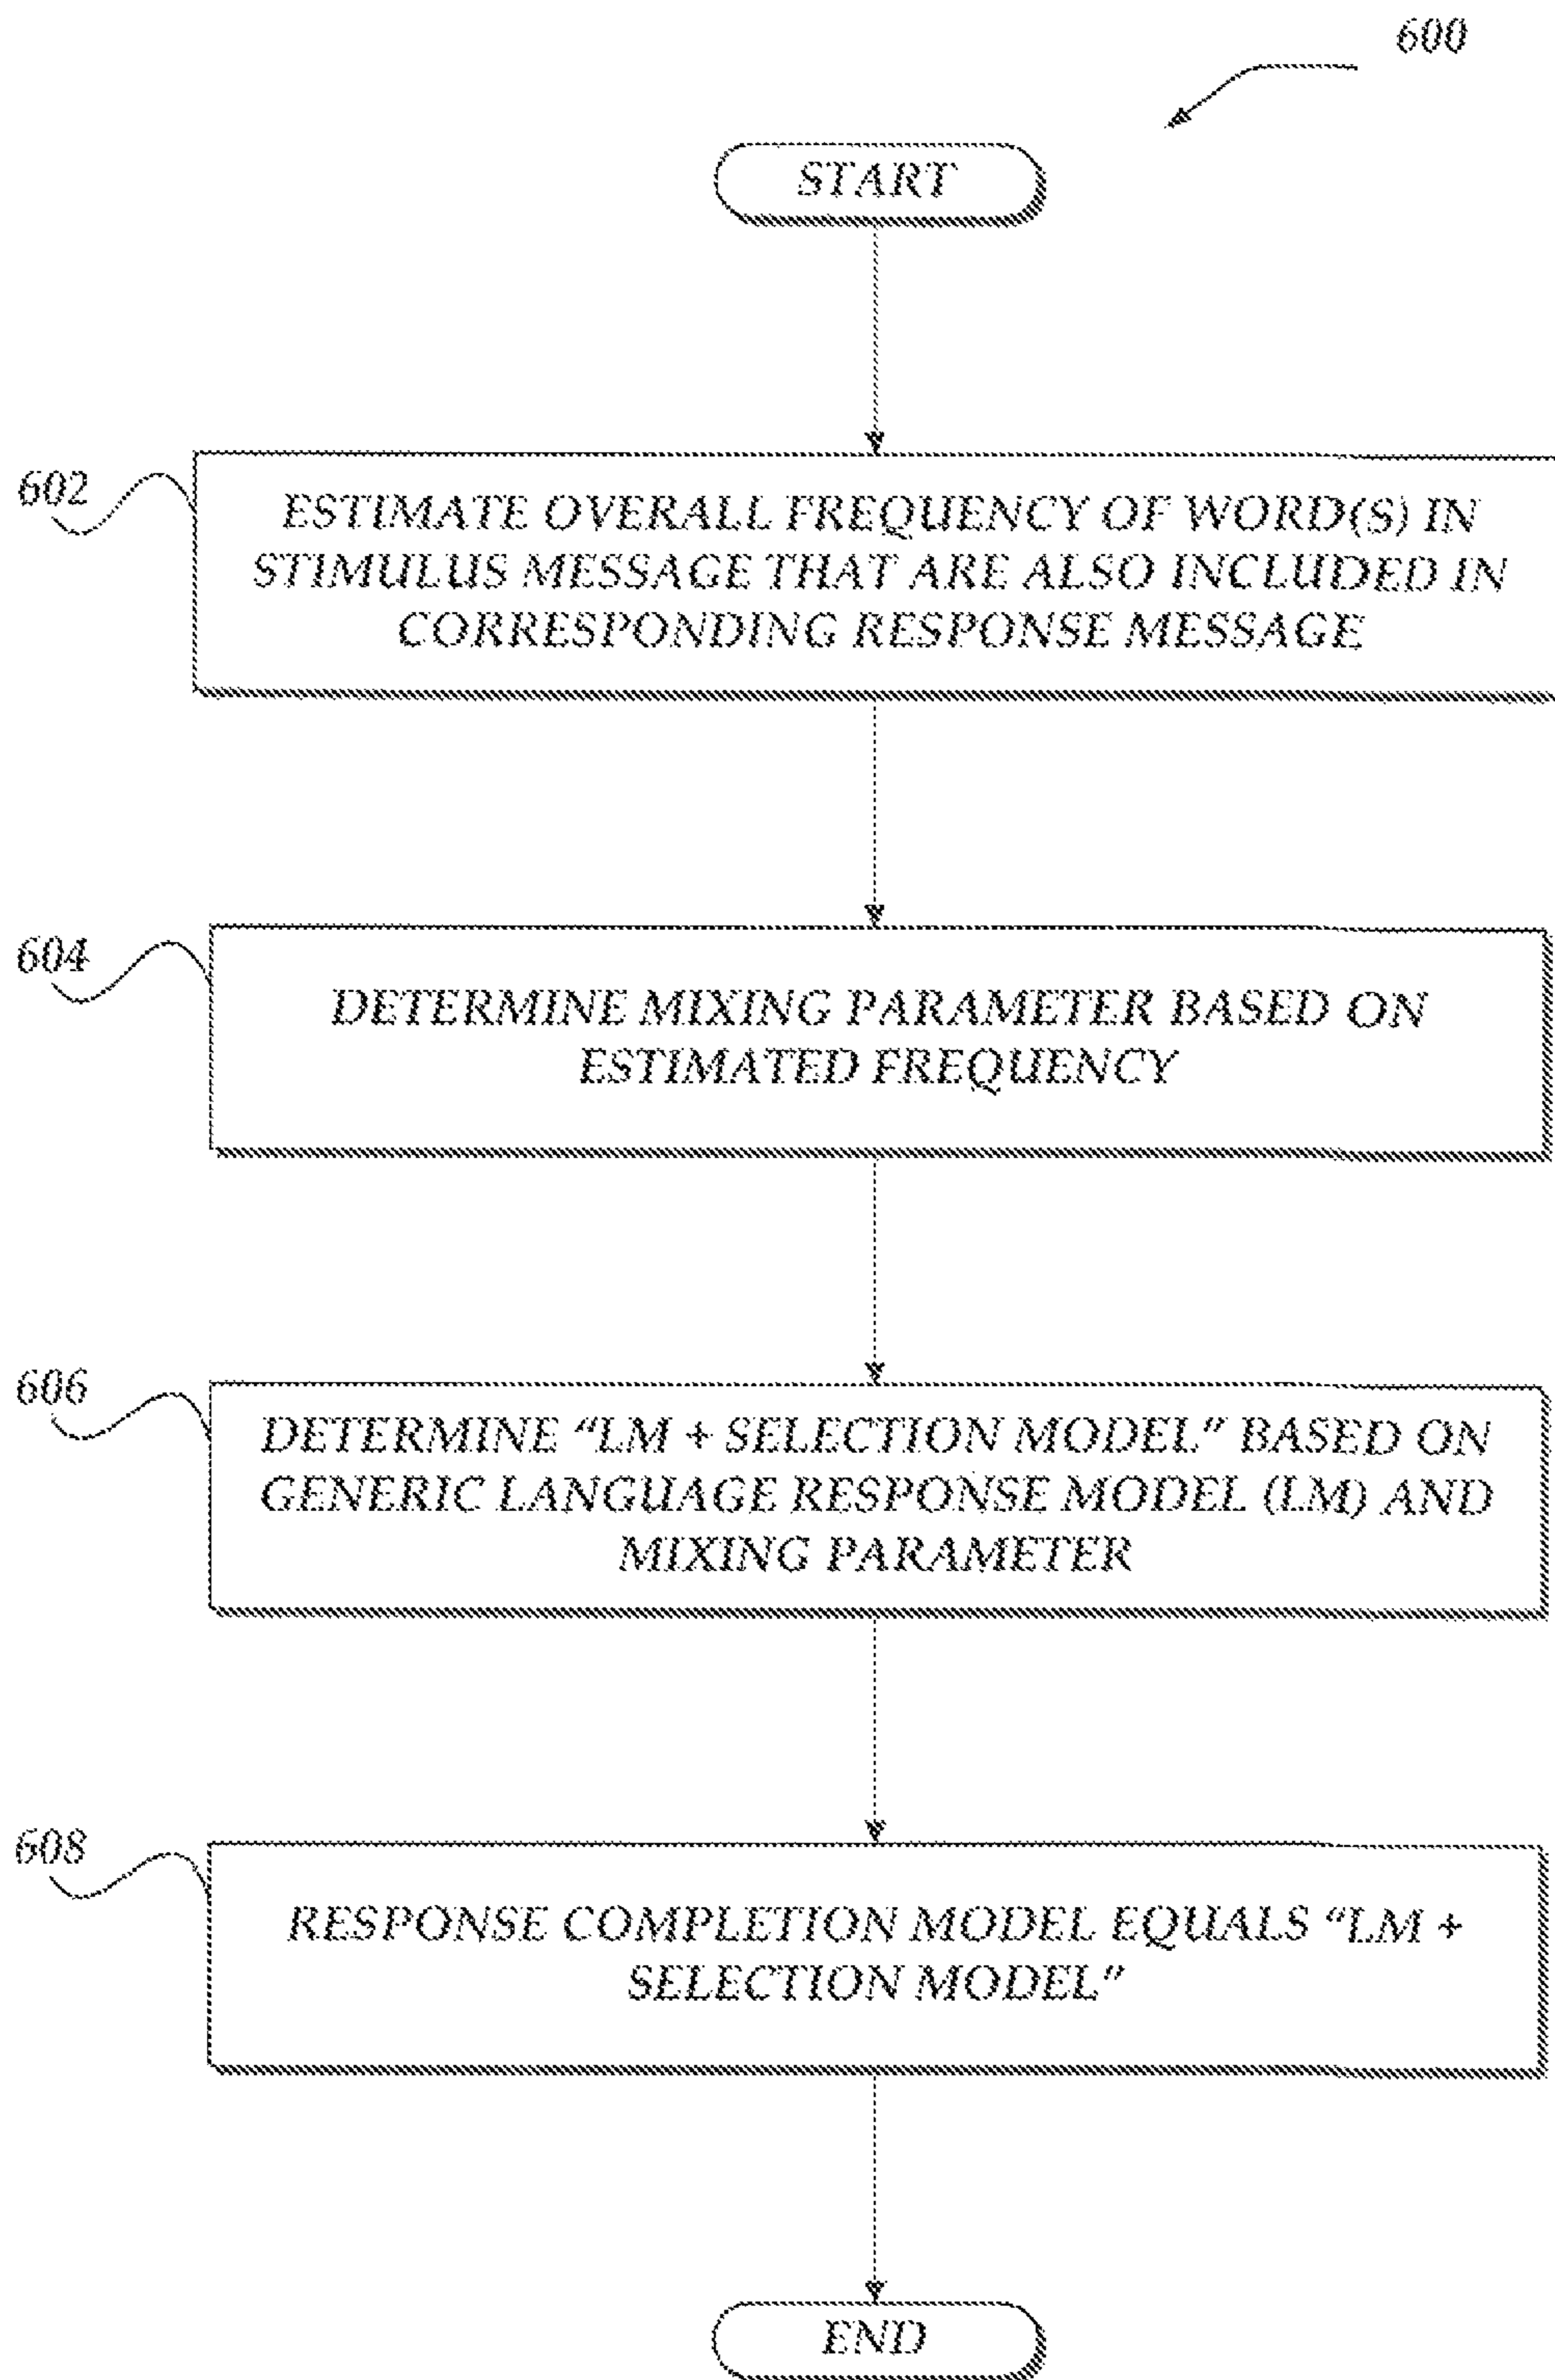 600
START
602
ESTIMATE OVERALL FREQUENCY OF WORD(S) IN
STIMULUS MESSAGE THAT ARE ALSO INCLUDED IN
CORRESPONDING RESPONSE MESSAGE
604
DETERMINE MIXING PARAMETER BASED ON
ESTIMATED FREQUENCY
606
DETERMINE “LM + SELECTION MODEL” BASED ON
GENERIC LANGUAGE RESPONSE MODEL (LM) AND
MIXING PARAMETER
608
RESPONSE COMPLETION MODEL EQUALS “LM +
SELECTION MODEL”
END